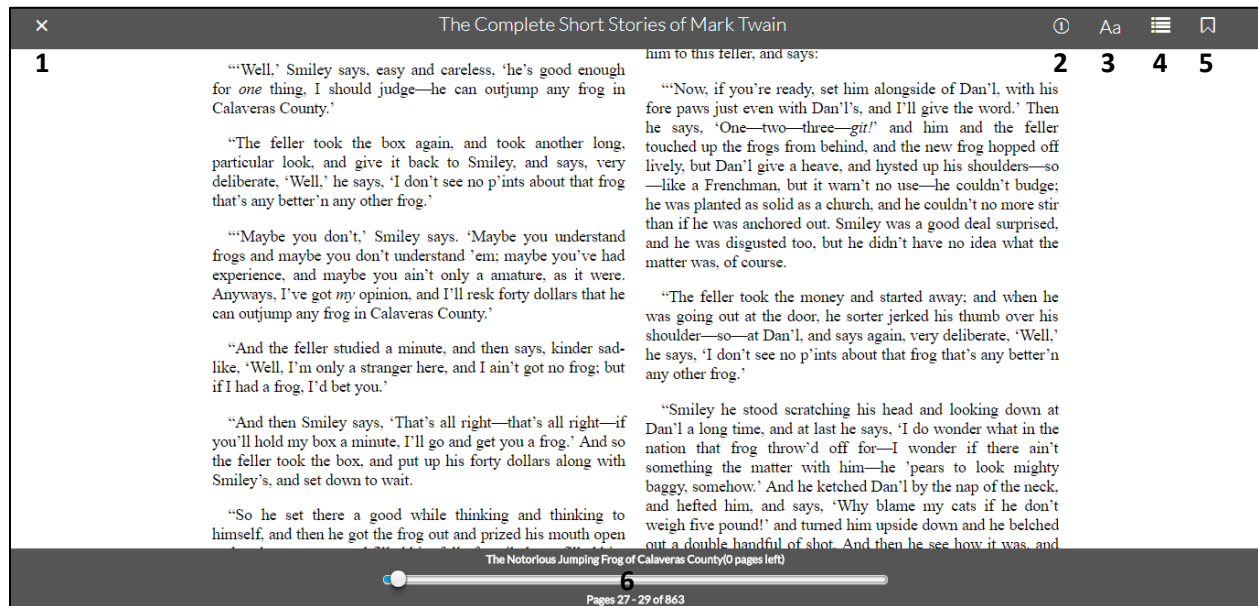 × The Complete Short Stories of Mark Twain Aa
1 2 3 4 5
“‘Well,’ Smiley says, easy and careless, ‘he’s good enough
for one thing, I should judge—he can outjump any frog in
Calaveras County.’
“The feller took the box again, and took another long,
particular look, and give it back to Smiley, and says, very
deliberate, ‘Well,’ he says, ‘I don’t see no p’ints about that frog
that’s any better’n any other frog.’
“‘Maybe you don’t,’ Smiley says. ‘Maybe you understand
frogs and maybe you don’t understand ’em; maybe you’ve had
experience, and maybe you ain’t only a amature, as it were.
Anyways, I’ve got my opinion, and I’ll resk forty dollars that he
can outjump any frog in Calaveras County.’
“And the feller studied a minute, and then says, kinder sad-
like, ‘Well, I’m only a stranger here, and I ain’t got no frog; but
if I had a frog, I’d bet you.’
“And then Smiley says, ‘That’s all right—that’s all right—if
you’ll hold my box a minute, I’ll go and get you a frog.’ And so
the feller took the box, and put up his forty dollars along with
Smiley’s, and set down to wait.
“So he set there a good while thinking and thinking to
himself, and then he got the frog out and prized his mouth open
him to this feller, and says:
“‘Now, if you’re ready, set him alongside of Dan’l, with his
fore paws just even with Dan’l’s, and I’ll give the word.’ Then
he says, ‘One—two—three—git!’ and him and the feller
touched up the frogs from behind, and the new frog hopped off
lively, but Dan’l give a heave, and hysted up his shoulders—so
—like a Frenchman, but it warn’t no use—he couldn’t budge;
he was planted as solid as a church, and he couldn’t no more stir
than if he was anchored out. Smiley was a good deal surprised,
and he was disgusted too, but he didn’t have no idea what the
matter was, of course.
“The feller took the money and started away; and when he
was going out at the door, he sorter jerked his thumb over his
shoulder—so—at Dan’l, and says again, very deliberate, ‘Well,’
he says, ‘I don’t see no p’ints about that frog that’s any better’n
any other frog.’
“Smiley he stood scratching his head and looking down at
Dan’l a long time, and at last he says, ‘I do wonder what in the
nation that frog throw’d off for—I wonder if there ain’t
something the matter with him—he ’pears to look mighty
baggy, somehow.’ And he ketched Dan’l by the nap of the neck,
and hefted him, and says, ‘Why blame my cats if he don’t
weigh five pound!’ and turned him upside down and he belched
out a double handful of shot. And then he see how it was, and
The Notorious Jumping Frog of Calaveras County(0 pages left)
6
Pages 27 - 29 of 863